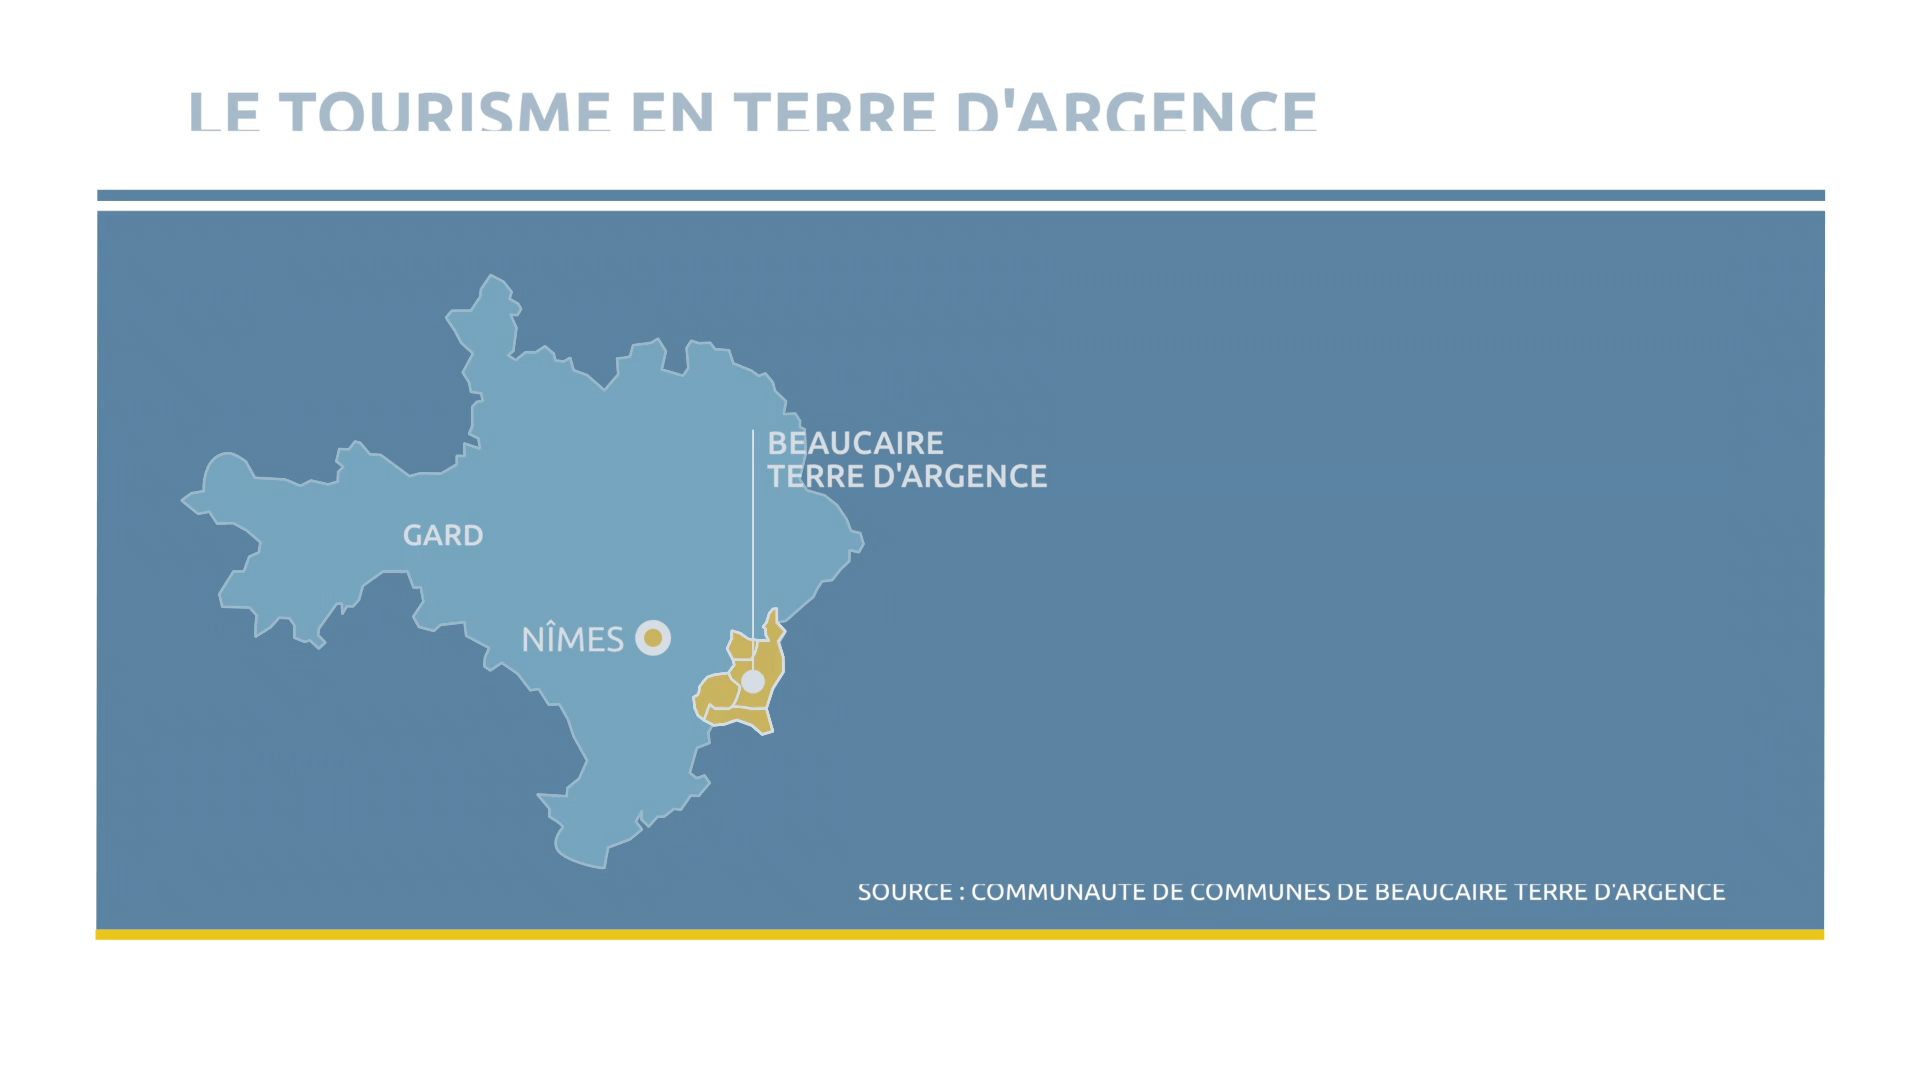 LE TOURISME EN TERRE D'ARGENCE
BEAUCAIRE
TERRE D'ARGENCE
GARD
NÎMES
SOURCE : COMMUNAUTE DE COMMUNES DE BEAUCAIRE TERRE D'ARGENCE